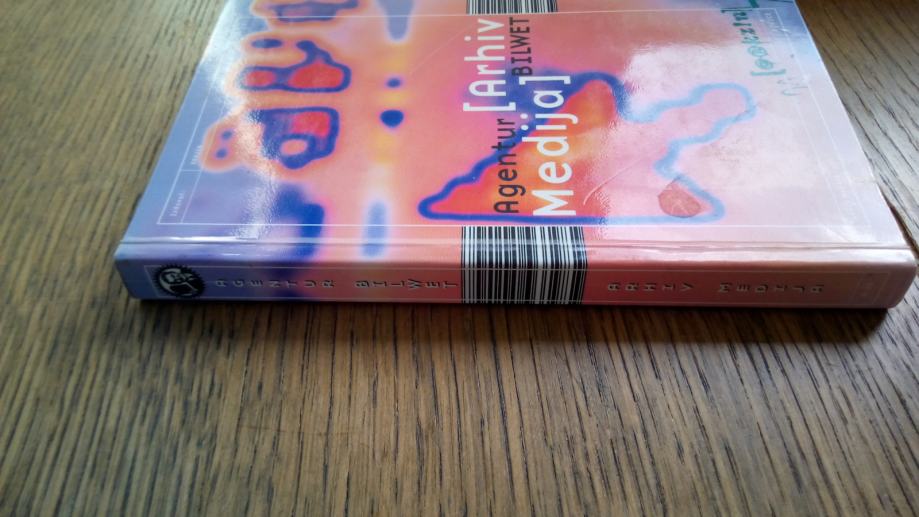 Agentur
BILWET
[Arhiv
Medija]
AGENTUR BILWET
ARHIV MEDIJA